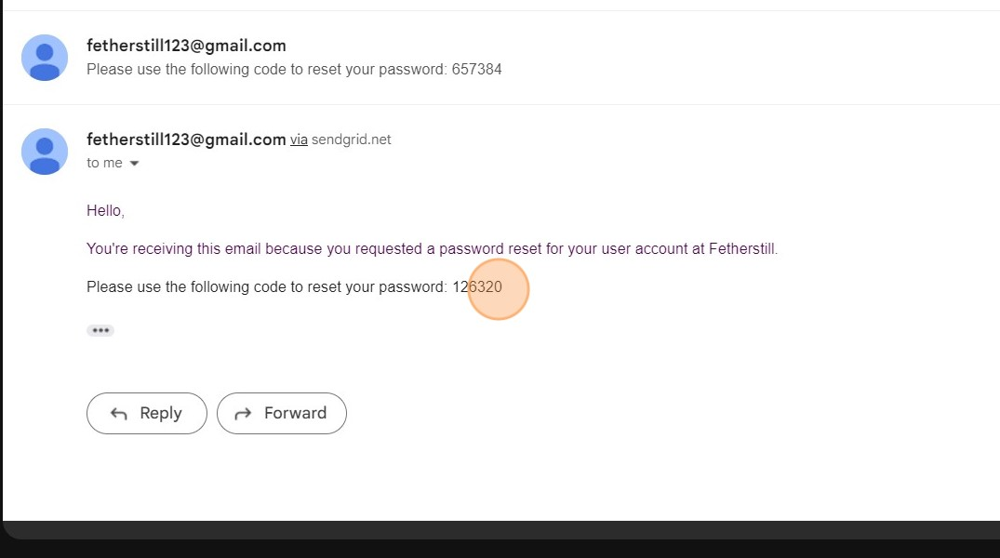 fetherstill123@gmail.com
Please use the following code to reset your password: 657384
fetherstill123@gmail.com via sendgrid.net
to me
Hello,
You're receiving this email because you requested a password reset for your user account at Fetherstill.
Please use the following code to reset your password: 126320
Reply Forward